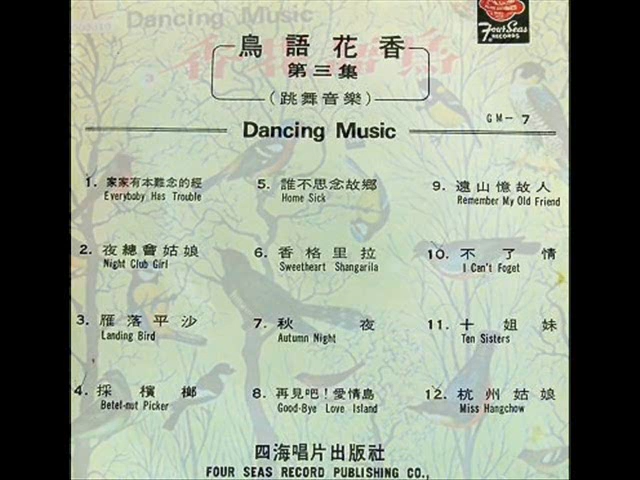 Dancing Music
Four Seas
RECORDS
鳥語花香
第三集
(跳舞音樂)
GM-7
Dancing Music
1. 家家有本難念的經
Everyboby Has Trouble
2. 夜總會姑娘
Night Club Girl
3. 雁落平沙
Landing Bird
4. 採檳榔
Betel-nut Picker
5. 誰不思念故鄉
Home Sick
6. 香格里拉
Sweetheart Shangarila
7. 秋夜
Autumn Night
8. 再見吧!愛情島
Good-Bye Love Island
9. 遠山憶故人
Remember My Old Friend
10. 不了情
I Can't Foget
11. 十姐妹
Ten Sisters
12. 杭州姑娘
Miss Hangchow
四海唱片出版社
FOUR SEAS RECORD PUBLISHING CO.,